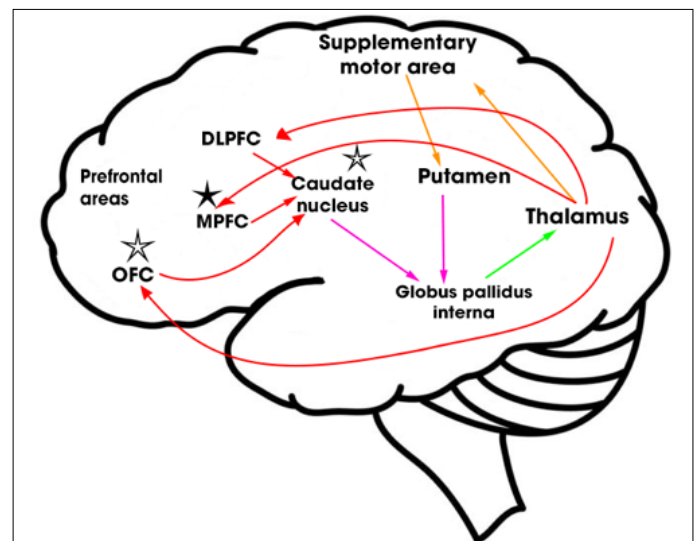 Supplementary
motor area
DLPFC
Prefrontal
areas
Caudate
nucleus
Putamen
MPFC
Thalamus
OFC
Globus pallidus
interna